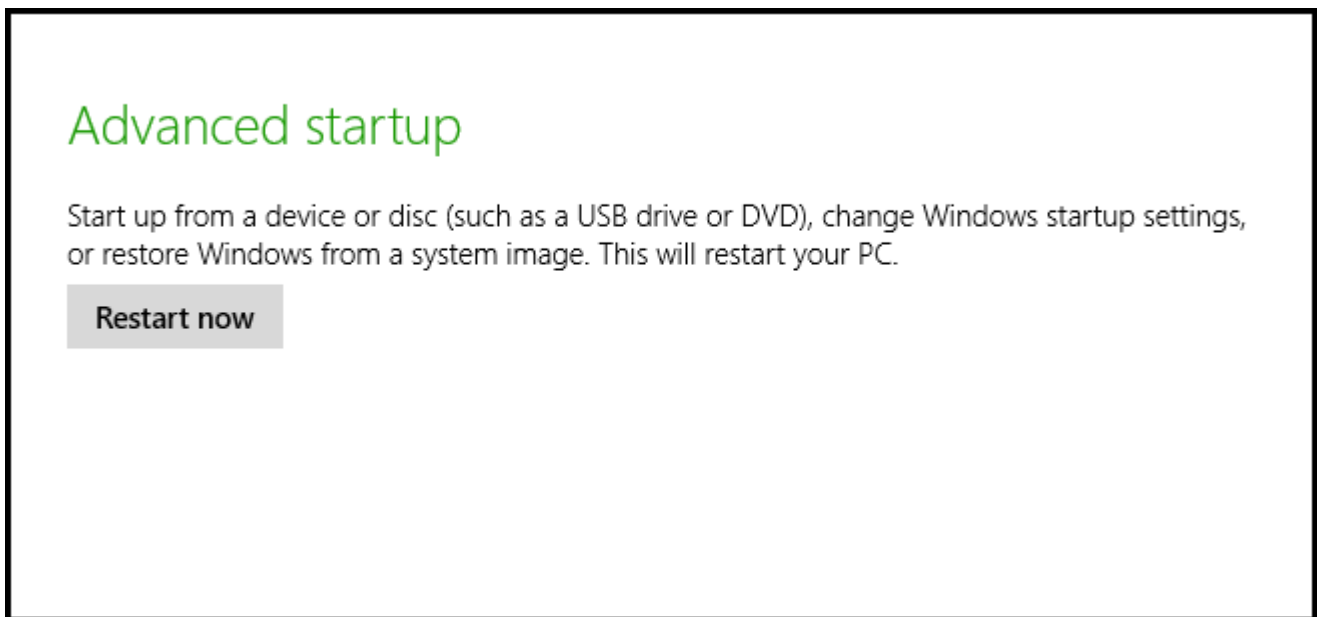 Advanced startup
Start up from a device or disc (such as a USB drive or DVD), change Windows startup settings,
or restore Windows from a system image. This will restart your PC.
Restart now